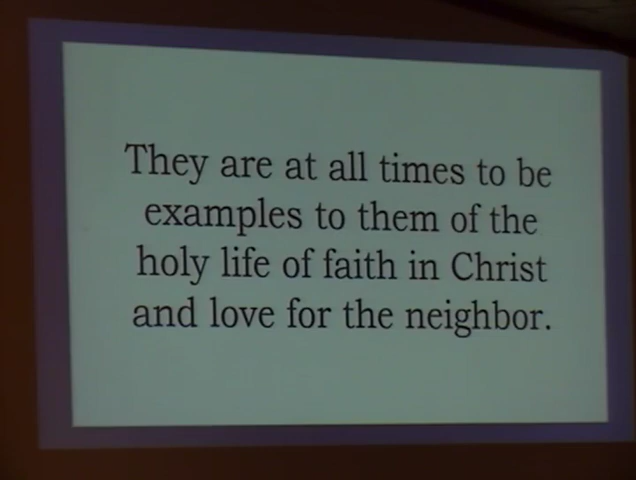 They are at all times to be
examples to them of the
holy life of faith in Christ
and love for the neighbor.